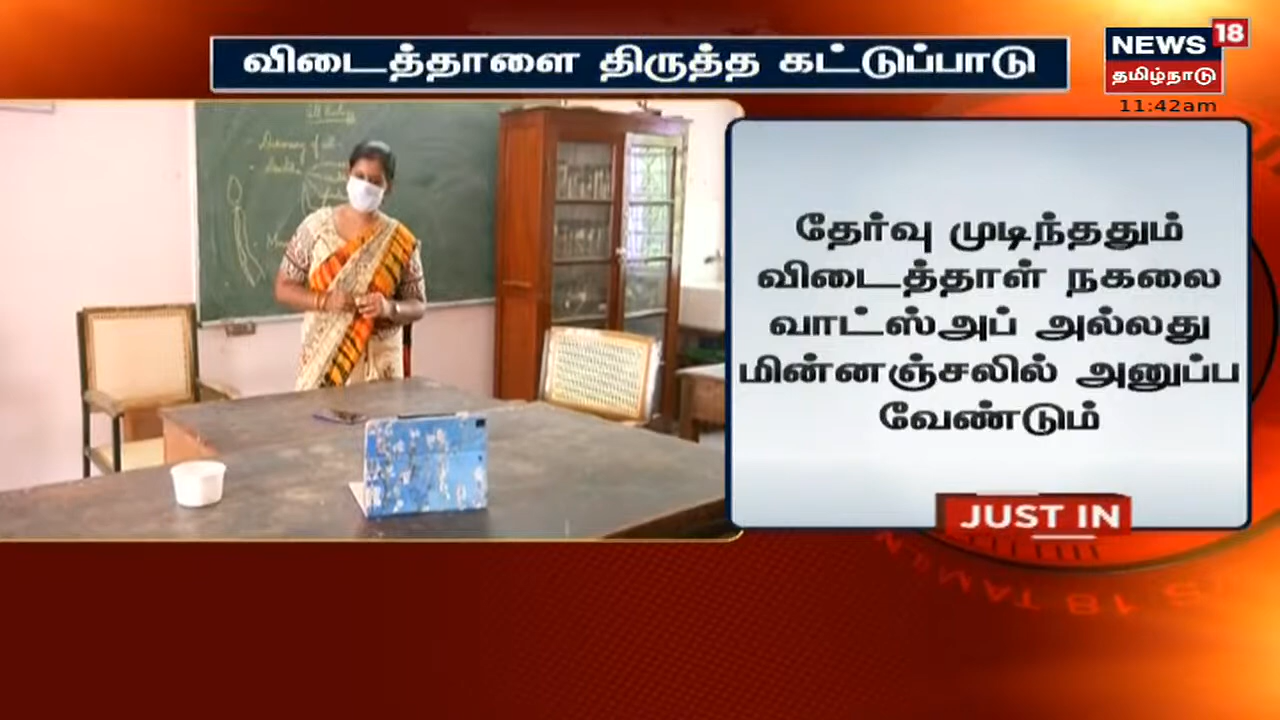 விடைத்தாளை திருத்த கட்டுப்பாடு
NEWS 18
தமிழ்நாடு
11:42am
தேர்வு முடிந்ததும்
விடைத்தாள் நகலை
வாட்ஸ்அப் அல்லது
மின்னஞ்சலில் அனுப்ப
வேண்டும்
JUST IN